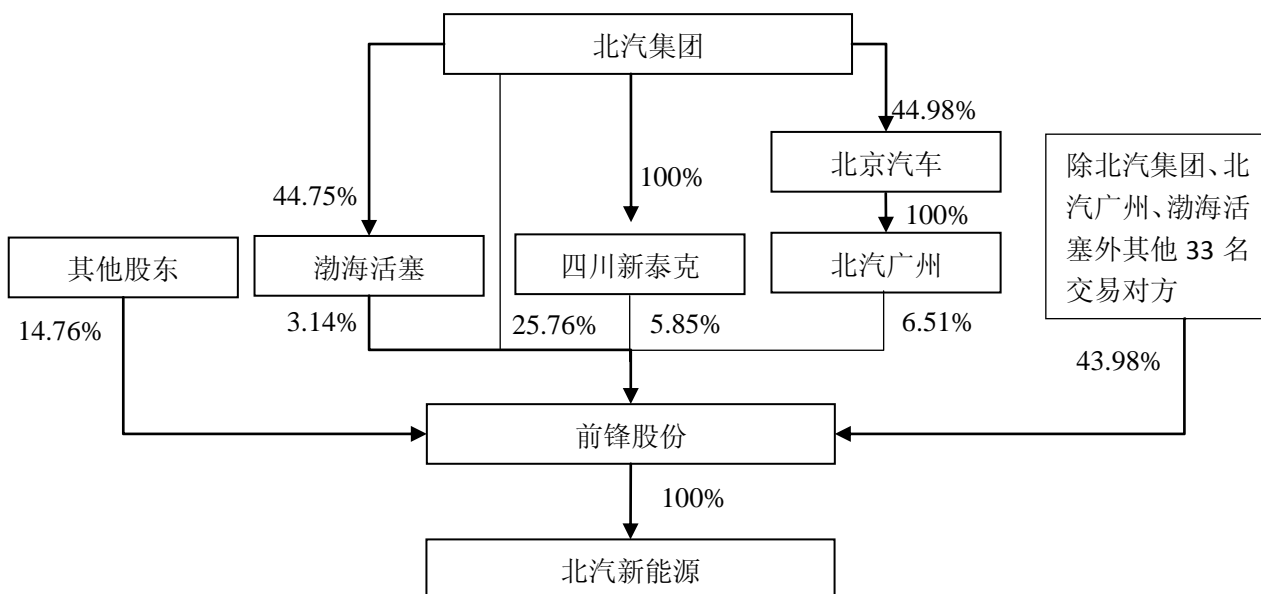 北汽集团
44.98%
北京汽车
除北汽集团、北
汽广州、渤海活
塞外其他 33 名
交易对方
100%
44.75%
100%
其他股东
渤海活塞
四川新泰克
北汽广州
14.76%
3.14%
25.76%
5.85%
6.51%
43.98%
前锋股份
100%
北汽新能源